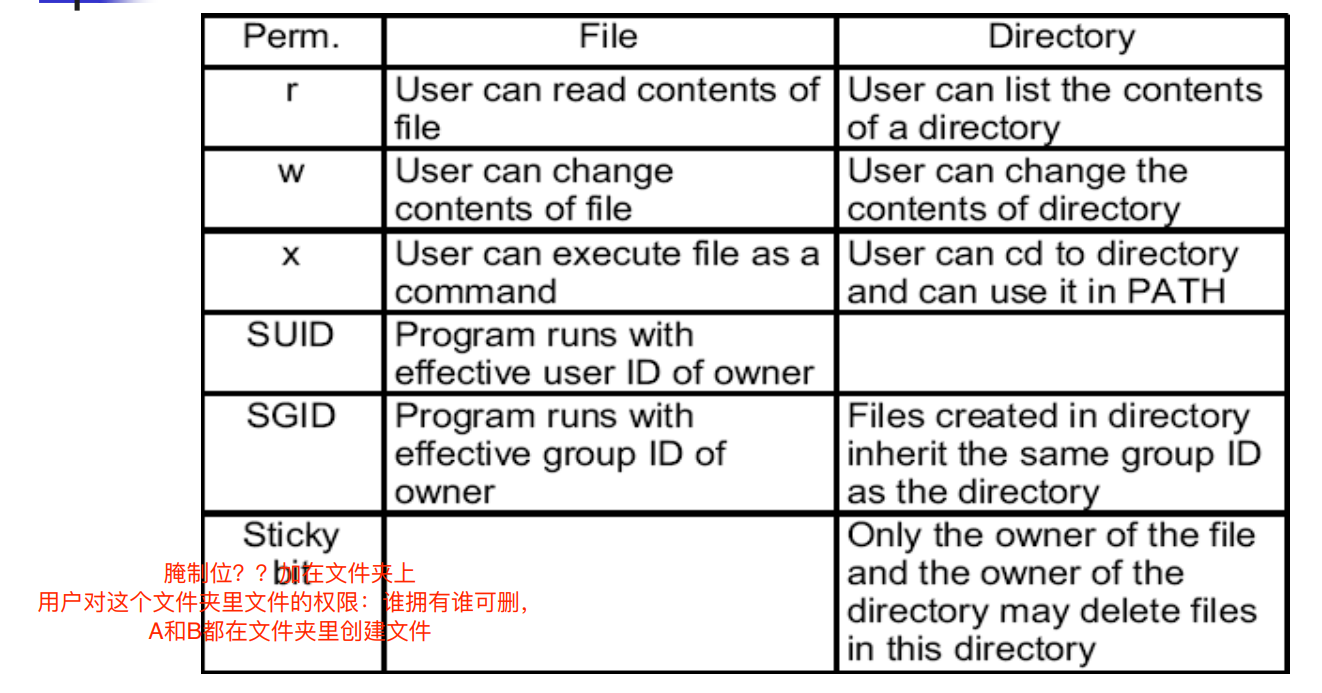 Perm. File Directory
r User can read contents of User can list the contents
file of a directory
w User can change User can change the
contents of file contents of directory
x User can execute file as a User can cd to directory
command and can use it in PATH
SUID Program runs with
effective user ID of owner
SGID Program runs with Files created in directory
effective group ID of inherit the same group ID
owner as the directory
Sticky Only the owner of the file
bit and the owner of the
directory may delete files
in this directory
腌制位？？加在文件夹上
用户对这个文件夹里文件的权限：谁拥有谁可删，
A和B都在文件夹里创建文件